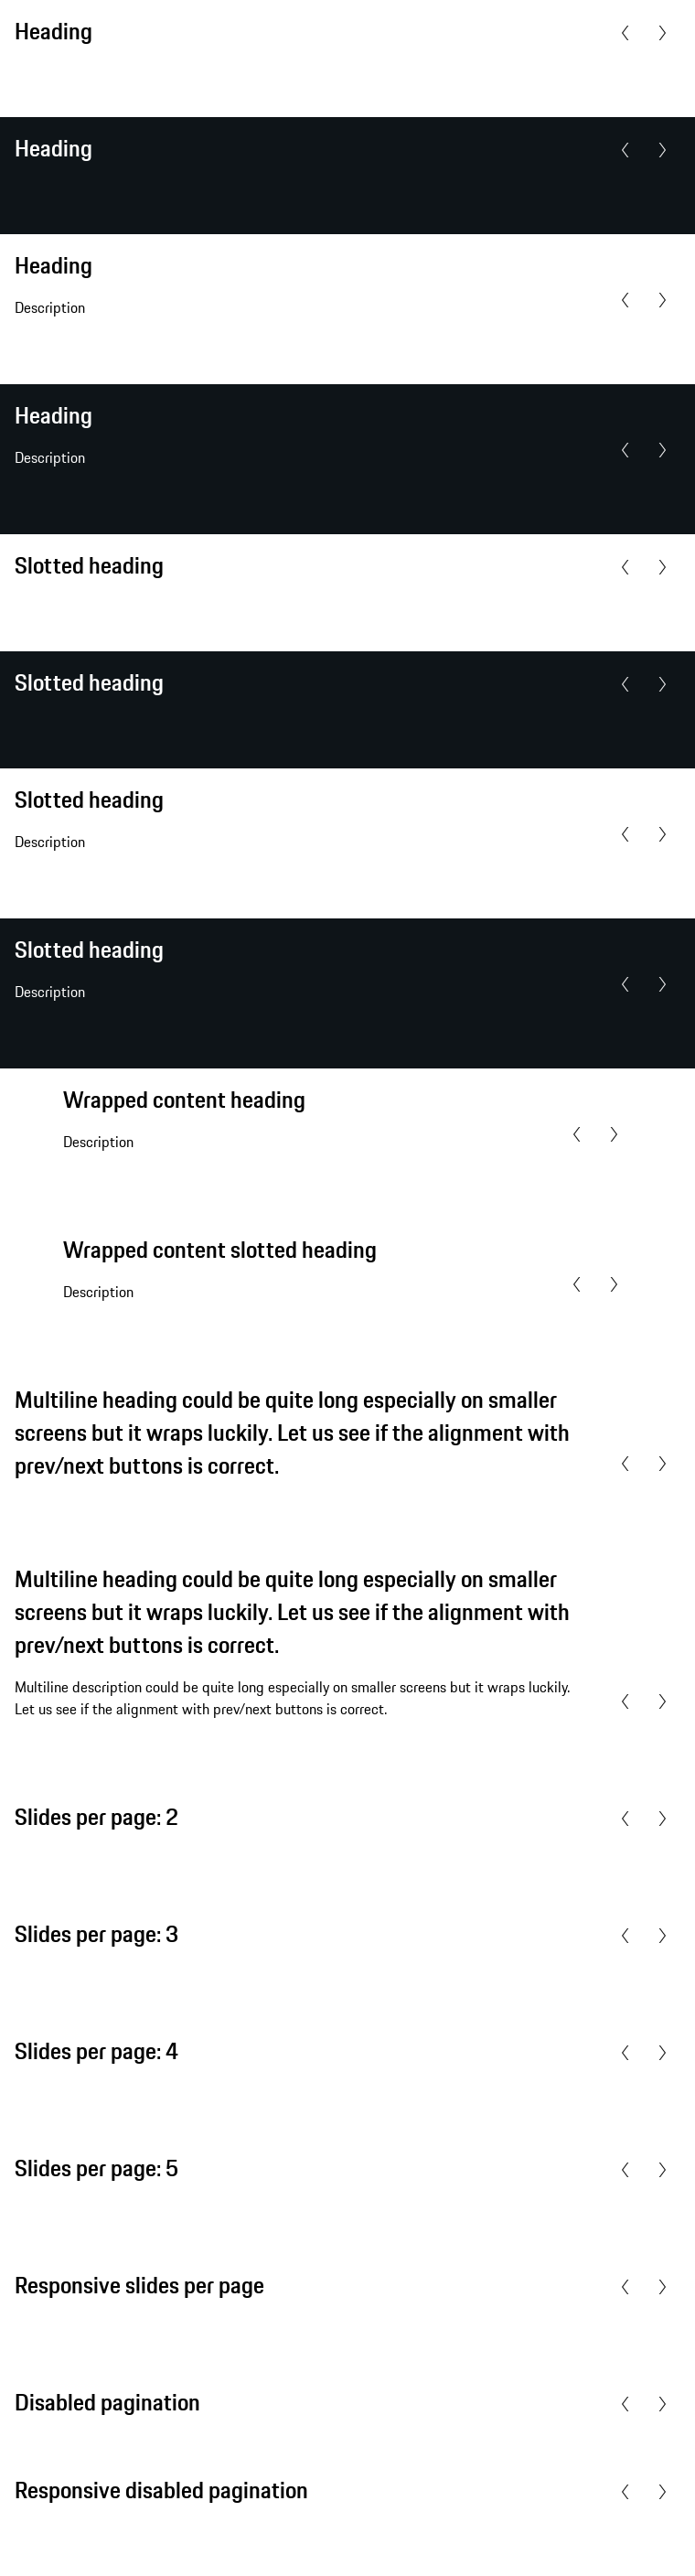 Heading
Heading
Heading
Description
Heading
Description
Slotted heading
Slotted heading
Slotted heading
Description
Slotted heading
Description
Wrapped content heading
Description
Wrapped content slotted heading
Description
Multiline heading could be quite long especially on smaller
screens but it wraps luckily. Let us see if the alignment with
prev/next buttons is correct.
Multiline heading could be quite long especially on smaller
screens but it wraps luckily. Let us see if the alignment with
prev/next buttons is correct.
Multiline description could be quite long especially on smaller screens but it wraps luckily.
Let us see if the alignment with prev/next buttons is correct.
Slides per page: 2
Slides per page: 3
Slides per page: 4
Slides per page: 5
Responsive slides per page
Disabled pagination
Responsive disabled pagination